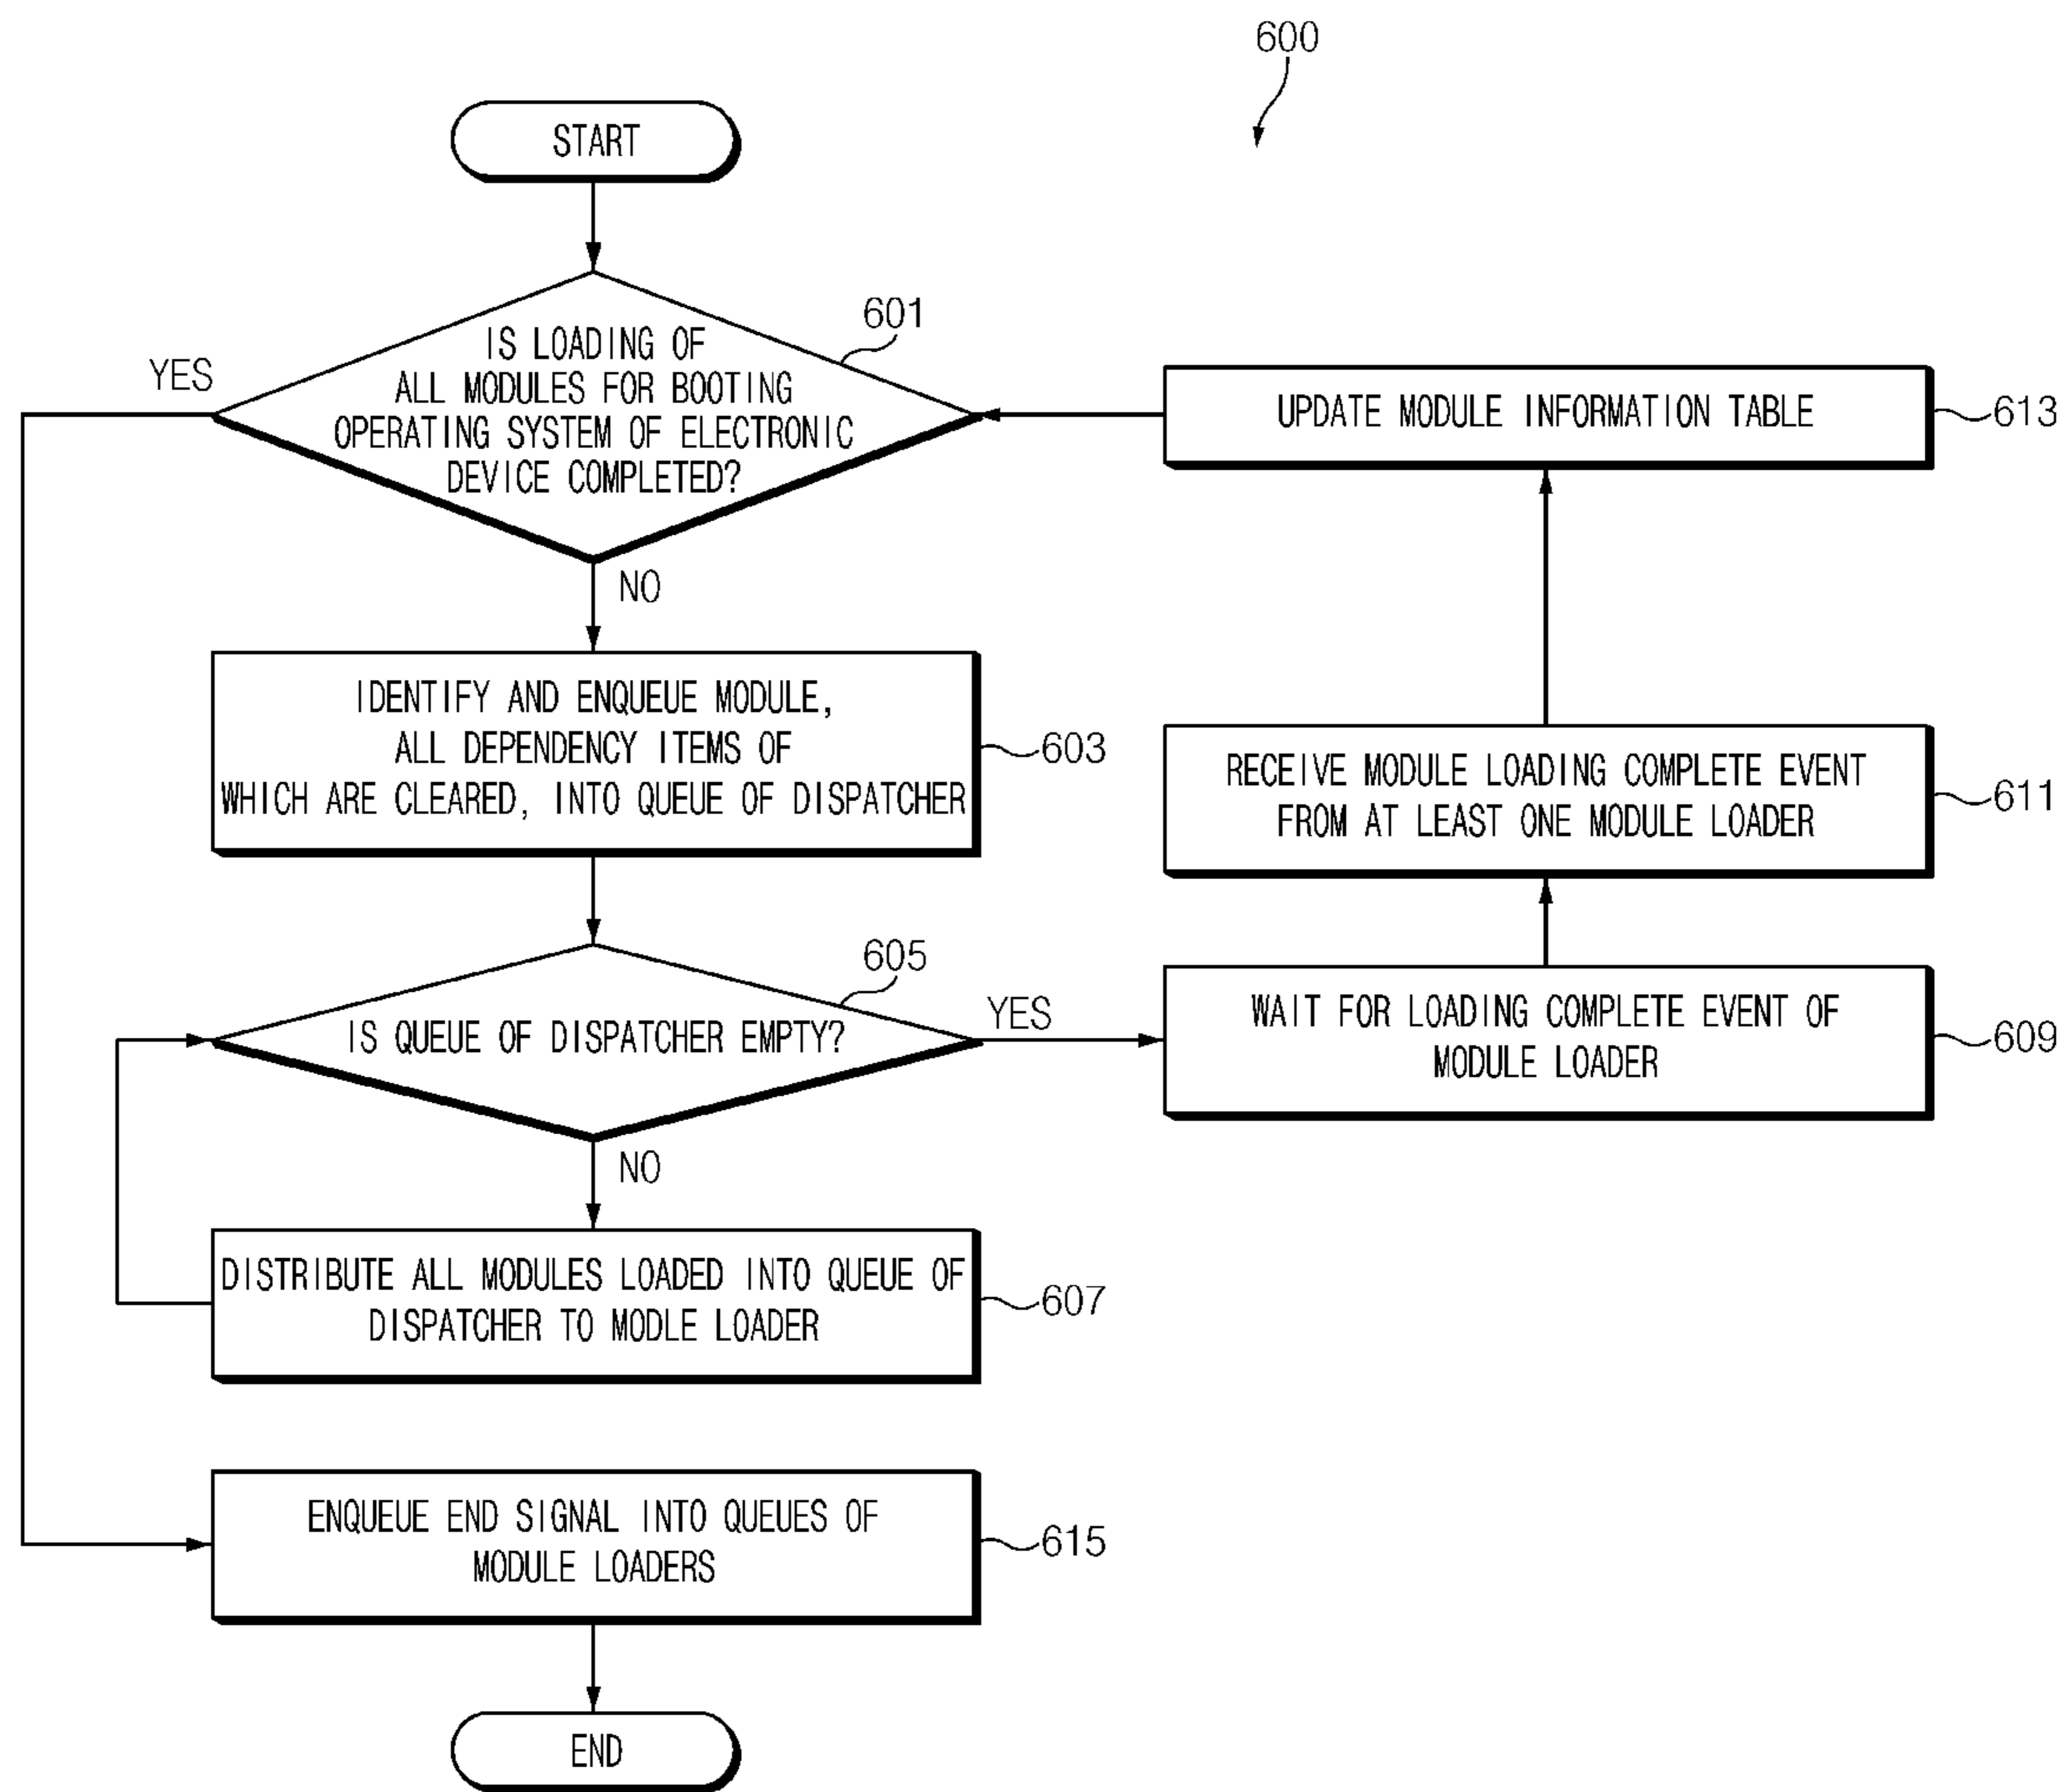 600
START
601
IS LOADING OF
ALL MODULES FOR BOOTING
OPERATING SYSTEM OF ELECTRONIC
DEVICE COMPLETED?
YES
NO
UPDATE MODULE INFORMATION TABLE
613
IDENTIFY AND ENQUEUE MODULE,
ALL DEPENDENCY ITEMS OF
WHICH ARE CLEARED, INTO QUEUE OF DISPATCHER
603
RECEIVE MODULE LOADING COMPLETE EVENT
FROM AT LEAST ONE MODULE LOADER
611
605
IS QUEUE OF DISPATCHER EMPTY?
YES
NO
WAIT FOR LOADING COMPLETE EVENT OF
MODULE LOADER
609
DISTRIBUTE ALL MODULES LOADED INTO QUEUE OF
DISPATCHER TO MODLE LOADER
607
ENQUEUE END SIGNAL INTO QUEUES OF
MODULE LOADERS
615
END